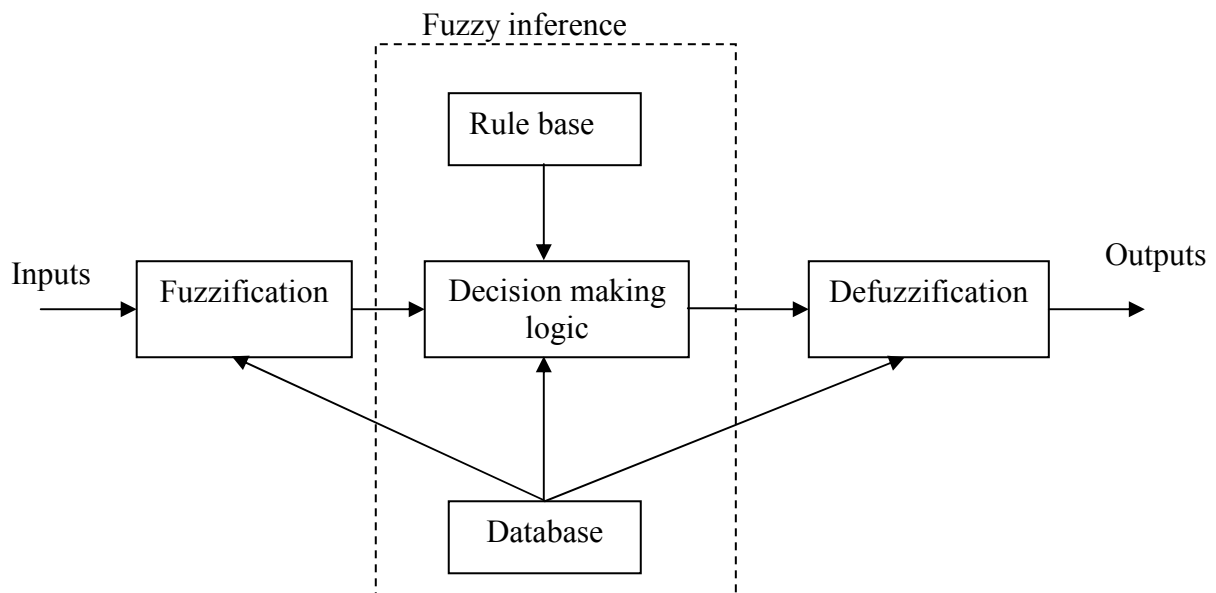 Fuzzy inference
Rule base
Inputs
Fuzzification
Decision making
logic
Defuzzification
Outputs
Database